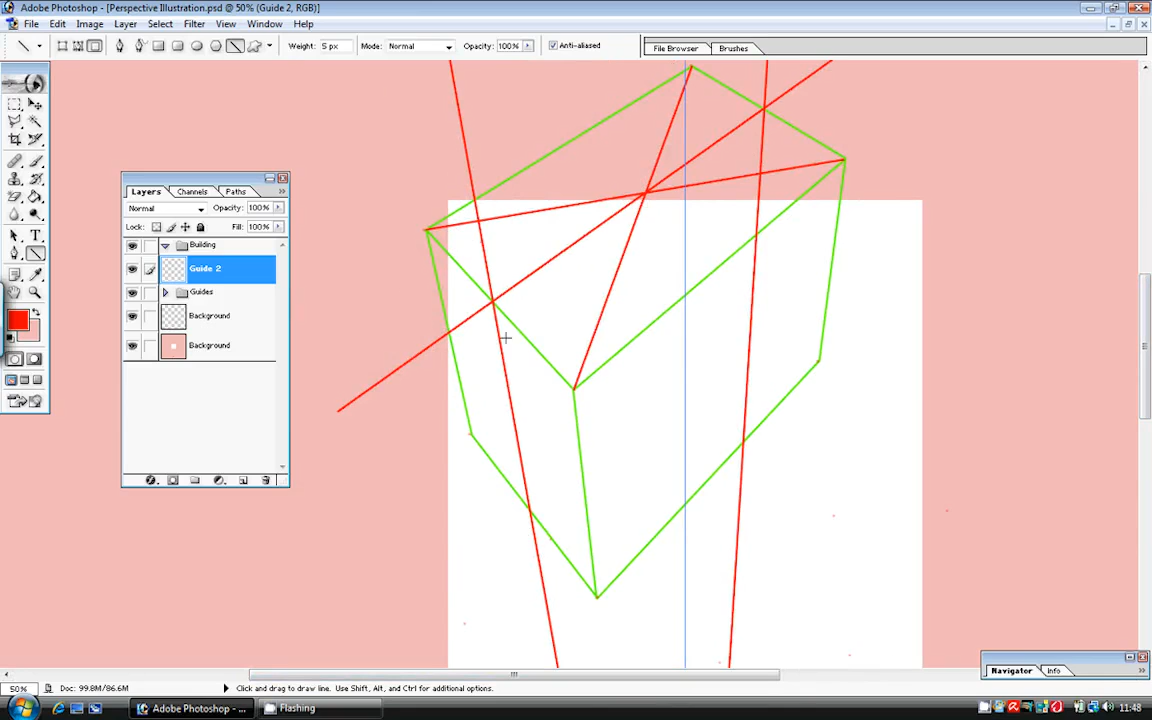 Adobe Photoshop - [Perspective Illustration.psd @ 50% (Guide 2, RGB)]
File Edit Image Layer Select Filter View Window Help
Weight: 5 px Mode: Normal Opacity: 100% Anti-aliased File Browser Brushes
Layers Channels Paths
Normal Opacity: 100%
Lock: Fill: 100%
Building
Guide 2
Guides
Background
Background
Navigator Info
50% Doc: 99.8M/86.6M Click and drag to draw line. Use Shift, Alt, and Ctrl for additional options.
Adobe Photoshop - ... Flashing 11:48